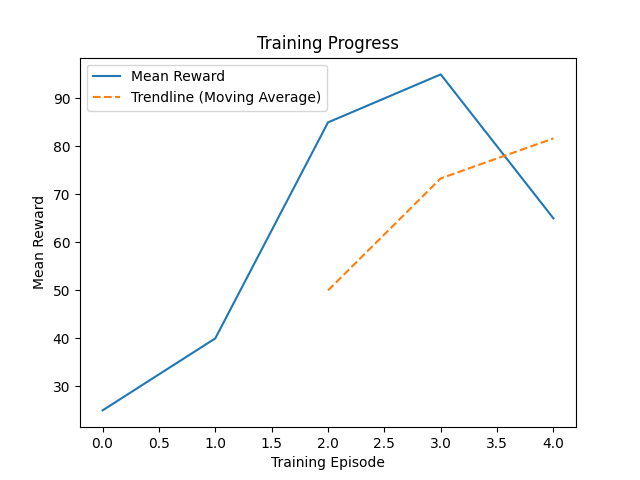 Training Progress
Mean Reward
Trendline (Moving Average)
90
80
70
60
50
40
30
Mean Reward
0.0 0.5 1.0 1.5 2.0 2.5 3.0 3.5 4.0
Training Episode